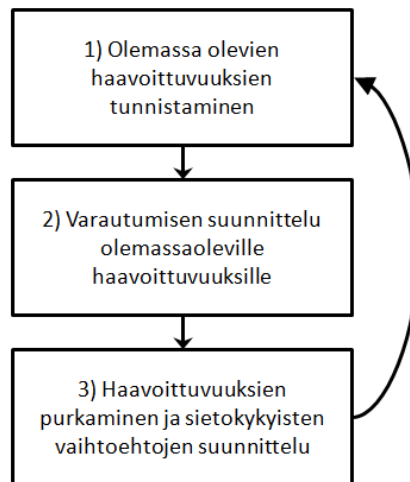 1) Olemassa olevien
haavoittuvuuksien
tunnistaminen
2) Varautumisen suunnittelu
olemassaoleville
haavoittuvuuksille
3) Haavoittuvuuksien
purkaminen ja sietokykyisten
vaihtoehtojen suunnittelu